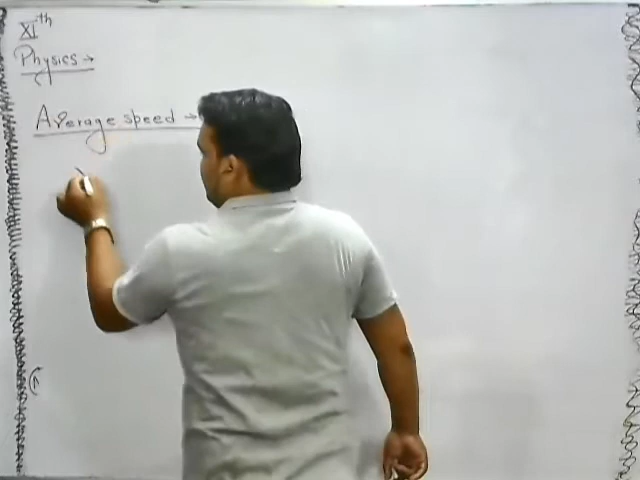 XIth
Physics →
Average speed →